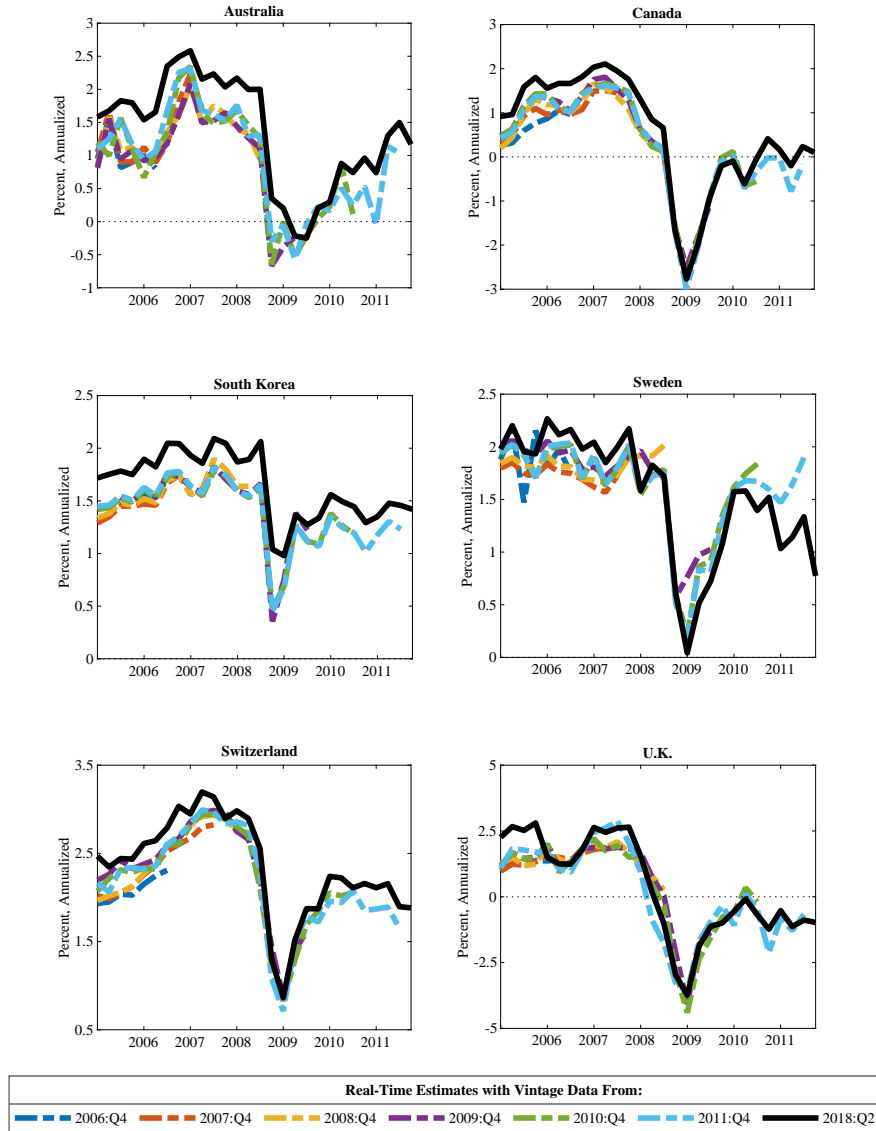 Australia
Percent, Annualized
3
2.5
2
1.5
1
0.5
0
-0.5
-1
2006 2007 2008 2009 2010 2011
Canada
Percent, Annualized
3
2
1
0
-1
-2
-3
2006 2007 2008 2009 2010 2011
South Korea
Percent, Annualized
2.5
2
1.5
1
0.5
0
2006 2007 2008 2009 2010 2011
Sweden
Percent, Annualized
2.5
2
1.5
1
0.5
0
2006 2007 2008 2009 2010 2011
Switzerland
Percent, Annualized
3.5
2.5
1.5
0.5
2006 2007 2008 2009 2010 2011
U.K.
Percent, Annualized
5
2.5
0
-2.5
-5
2006 2007 2008 2009 2010 2011
Real-Time Estimates with Vintage Data From:
2006:Q4 2007:Q4 2008:Q4 2009:Q4 2010:Q4 2011:Q4 2018:Q2